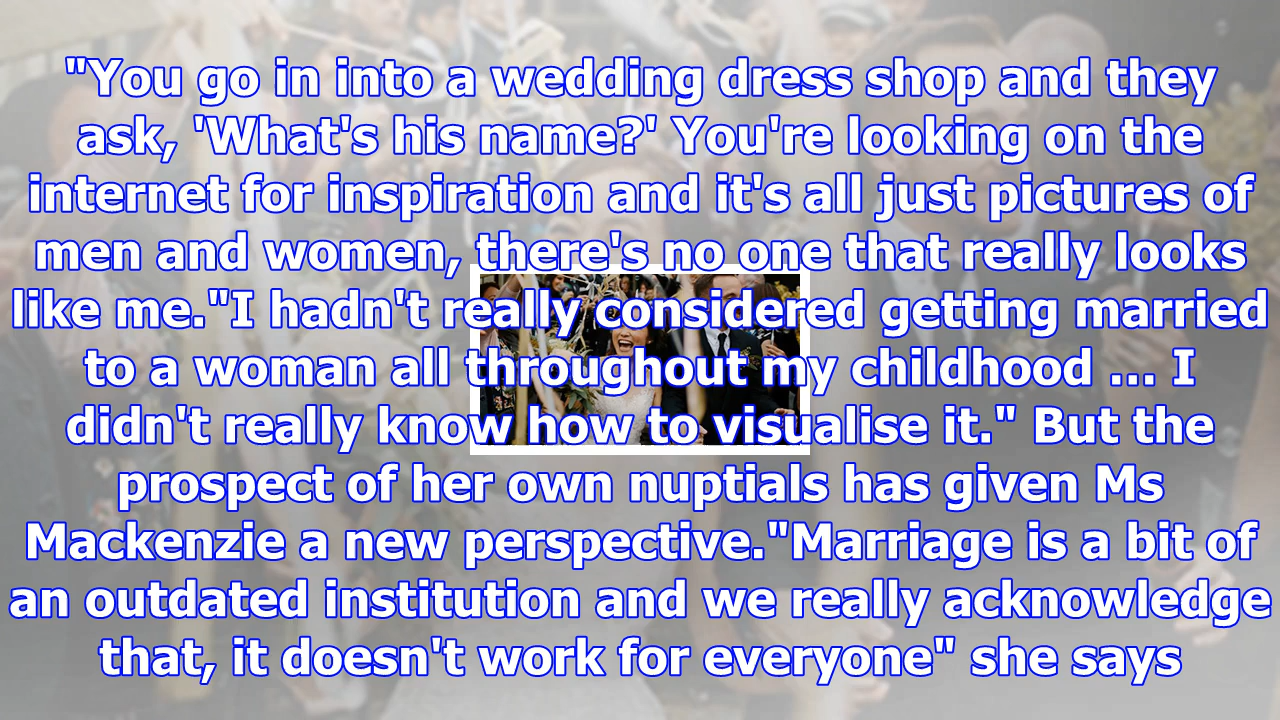 "You go in into a wedding dress shop and they
ask, 'What's his name?' You're looking on the
internet for inspiration and it's all just pictures of
men and women, there's no one that really looks
like me."I hadn't really considered getting married
to a woman all throughout my childhood ... I
didn't really know how to visualise it." But the
prospect of her own nuptials has given Ms
Mackenzie a new perspective."Marriage is a bit of
an outdated institution and we really acknowledge
that, it doesn't work for everyone" she says